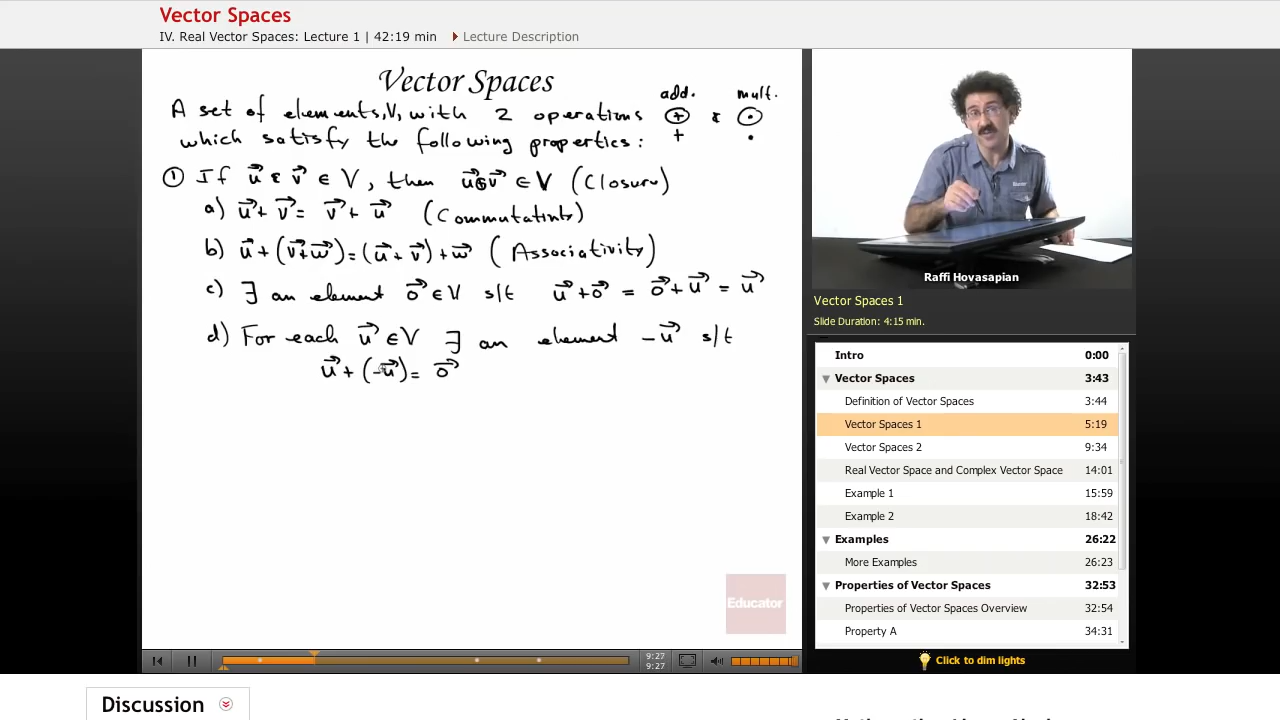 Vector Spaces
IV. Real Vector Spaces: Lecture 1 | 42:19 min
Lecture Description
Vector Spaces
add. mult.
A set of elements, V, with 2 operations ⊕ & ⊙
which satisfy the following properties: + •
① If u⃗ & v⃗ ∈ V, then u⃗⊕v⃗ ∈ V (Closure)
a) u⃗ + v⃗ = v⃗ + u⃗ (Commutativity)
b) u⃗ + (v⃗+w⃗) = (u⃗ + v⃗) + w⃗ (Associativity)
c) ∃ an element 0⃗ ∈ V s/t u⃗ + 0⃗ = 0⃗ + u⃗ = u⃗
d) For each u⃗ ∈ V ∃ an element -u⃗ s/t
u⃗ + (-u⃗) = 0⃗
Educator
9:27
9:27
Raffi Hovasapian
Vector Spaces 1
Slide Duration: 4:15 min.
Intro 0:00
Vector Spaces 3:43
Definition of Vector Spaces 3:44
Vector Spaces 1 5:19
Vector Spaces 2 9:34
Real Vector Space and Complex Vector Space 14:01
Example 1 15:59
Example 2 18:42
Examples 26:22
More Examples 26:23
Properties of Vector Spaces 32:53
Properties of Vector Spaces Overview 32:54
Property A 34:31
Click to dim lights
Discussion